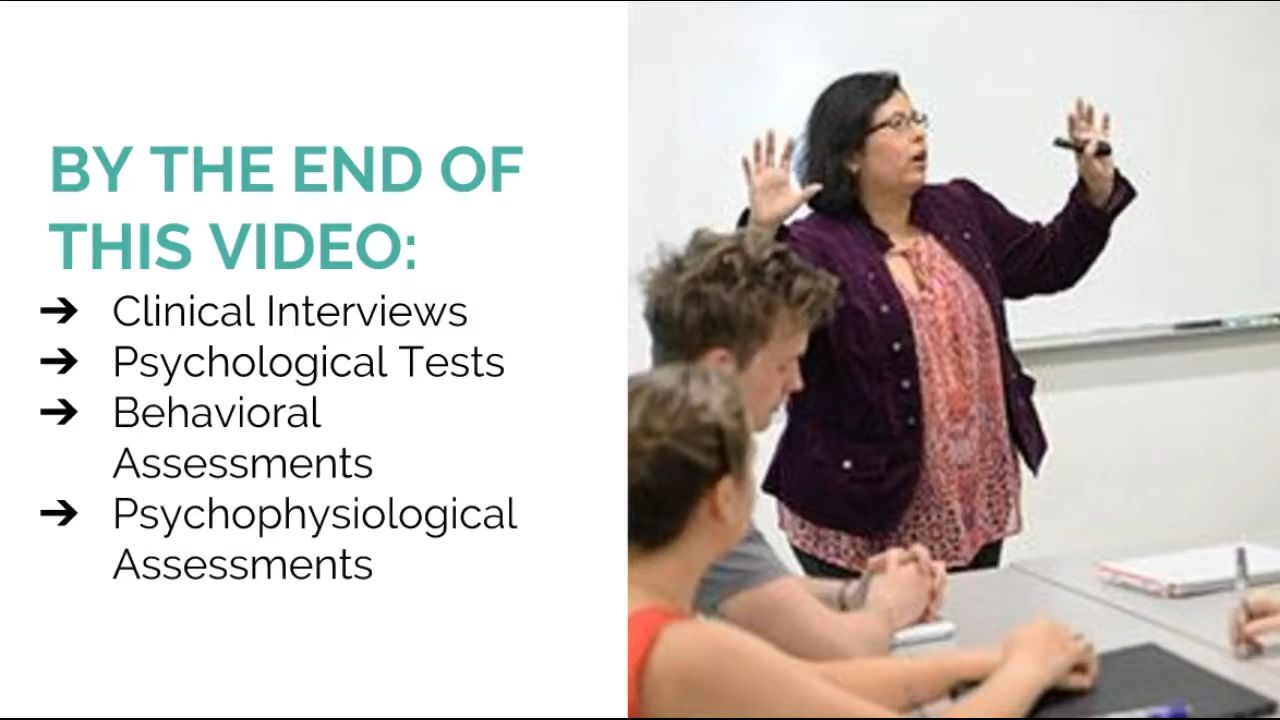 BY THE END OF
THIS VIDEO:
➔ Clinical Interviews
➔ Psychological Tests
➔ Behavioral
Assessments
➔ Psychophysiological
Assessments